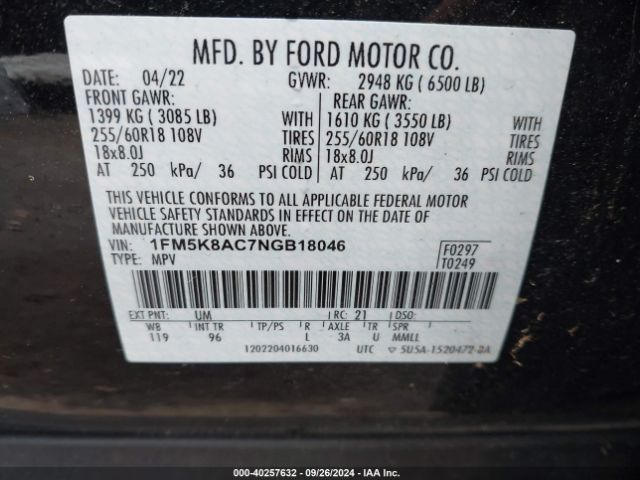 MFD. BY FORD MOTOR CO.
DATE: 04/22 GVWR: 2948 KG ( 6500 LB)
FRONT GAWR: REAR GAWR:
1399 KG ( 3085 LB) WITH 1610 KG ( 3550 LB) WITH
255/60R18 108V TIRES 255/60R18 108V TIRES
18x8.0J RIMS 18x8.0J RIMS
AT 250 kPa/ 36 PSI COLD AT 250 kPa/ 36 PSI COLD
THIS VEHICLE CONFORMS TO ALL APPLICABLE FEDERAL MOTOR
VEHICLE SAFETY STANDARDS IN EFFECT ON THE DATE OF
MANUFACTURE SHOWN ABOVE.
VIN: 1FM5K8AC7NGB18046 F0297
TYPE: MPV T0249
EXT PNT: UM RC: 21 DSO:
WB INT TR TP/PS R AXLE TR SPR
119 96 L 3A U MMLL
1202204016630 UTC ▽ 5U5A-1520472-BA
000-40257632 - 09/26/2024 - IAA Inc.